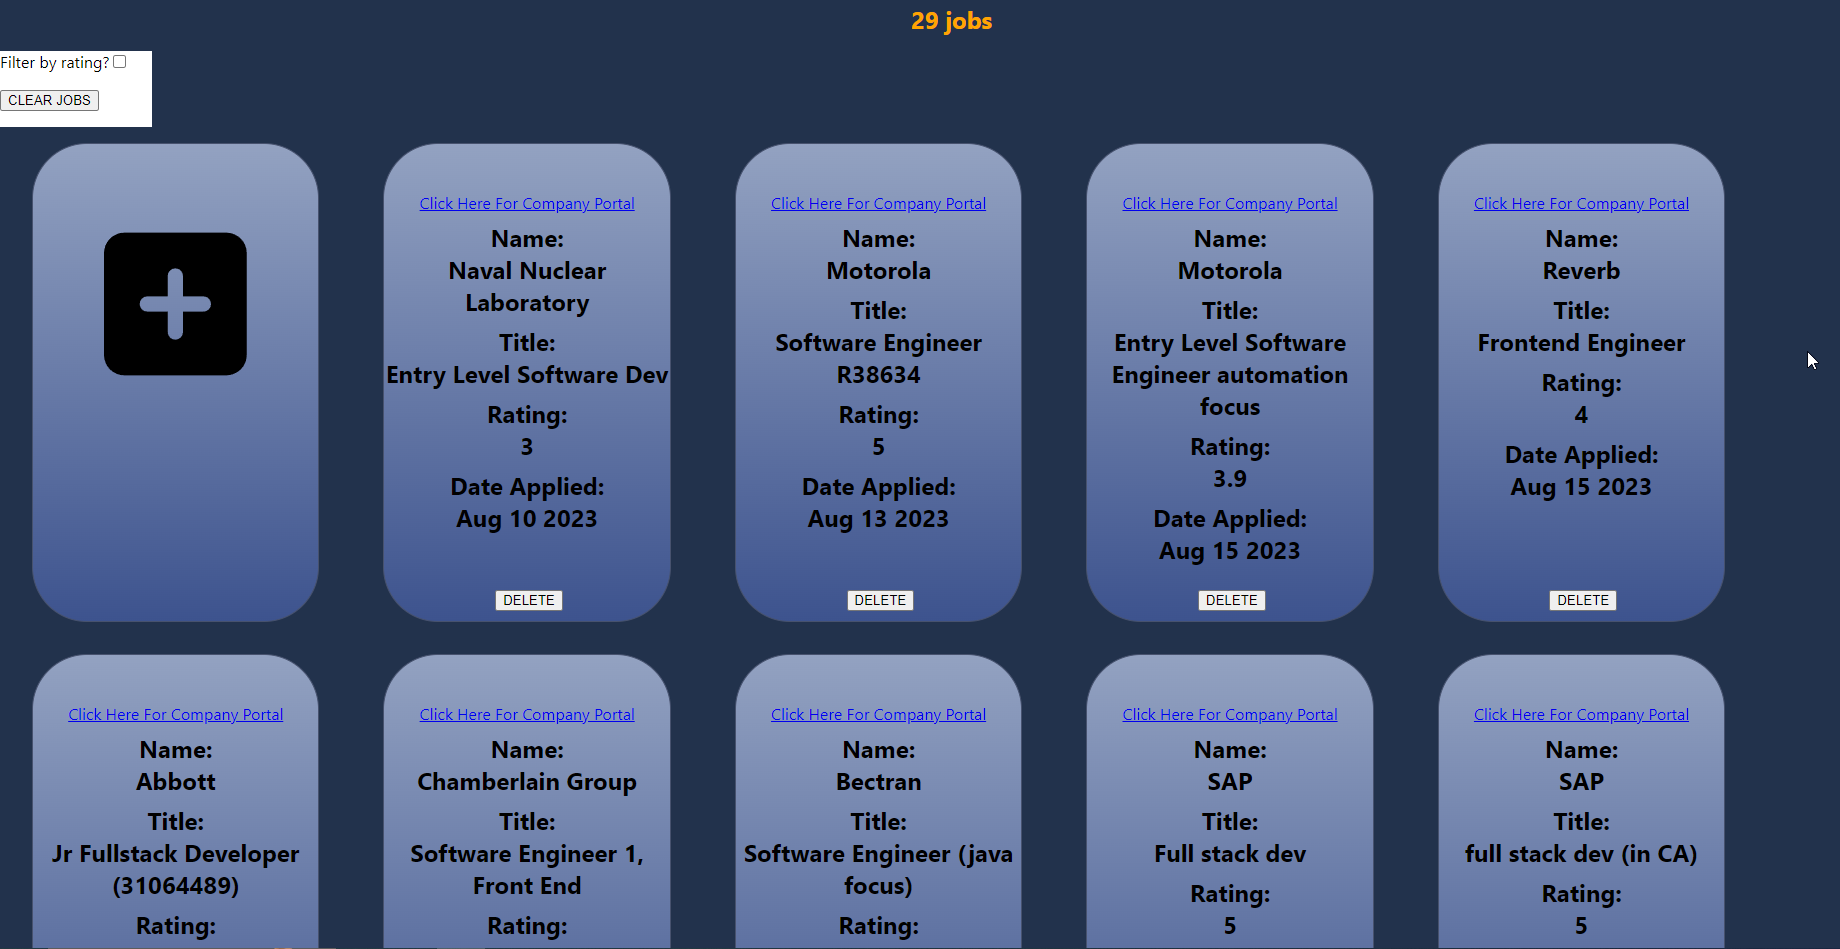 29 jobs
Filter by rating?
CLEAR JOBS
Click Here For Company Portal
Name:
Naval Nuclear
Laboratory
Title:
Entry Level Software Dev
Rating:
3
Date Applied:
Aug 10 2023
DELETE
Click Here For Company Portal
Name:
Motorola
Title:
Software Engineer
R38634
Rating:
5
Date Applied:
Aug 13 2023
DELETE
Click Here For Company Portal
Name:
Motorola
Title:
Entry Level Software
Engineer automation
focus
Rating:
3.9
Date Applied:
Aug 15 2023
DELETE
Click Here For Company Portal
Name:
Reverb
Title:
Frontend Engineer
Rating:
4
Date Applied:
Aug 15 2023
DELETE
Click Here For Company Portal
Name:
Abbott
Title:
Jr Fullstack Developer
(31064489)
Rating:
Click Here For Company Portal
Name:
Chamberlain Group
Title:
Software Engineer 1,
Front End
Rating:
Click Here For Company Portal
Name:
Bectran
Title:
Software Engineer (java
focus)
Rating:
Click Here For Company Portal
Name:
SAP
Title:
Full stack dev
Rating:
5
Click Here For Company Portal
Name:
SAP
Title:
full stack dev (in CA)
Rating:
5